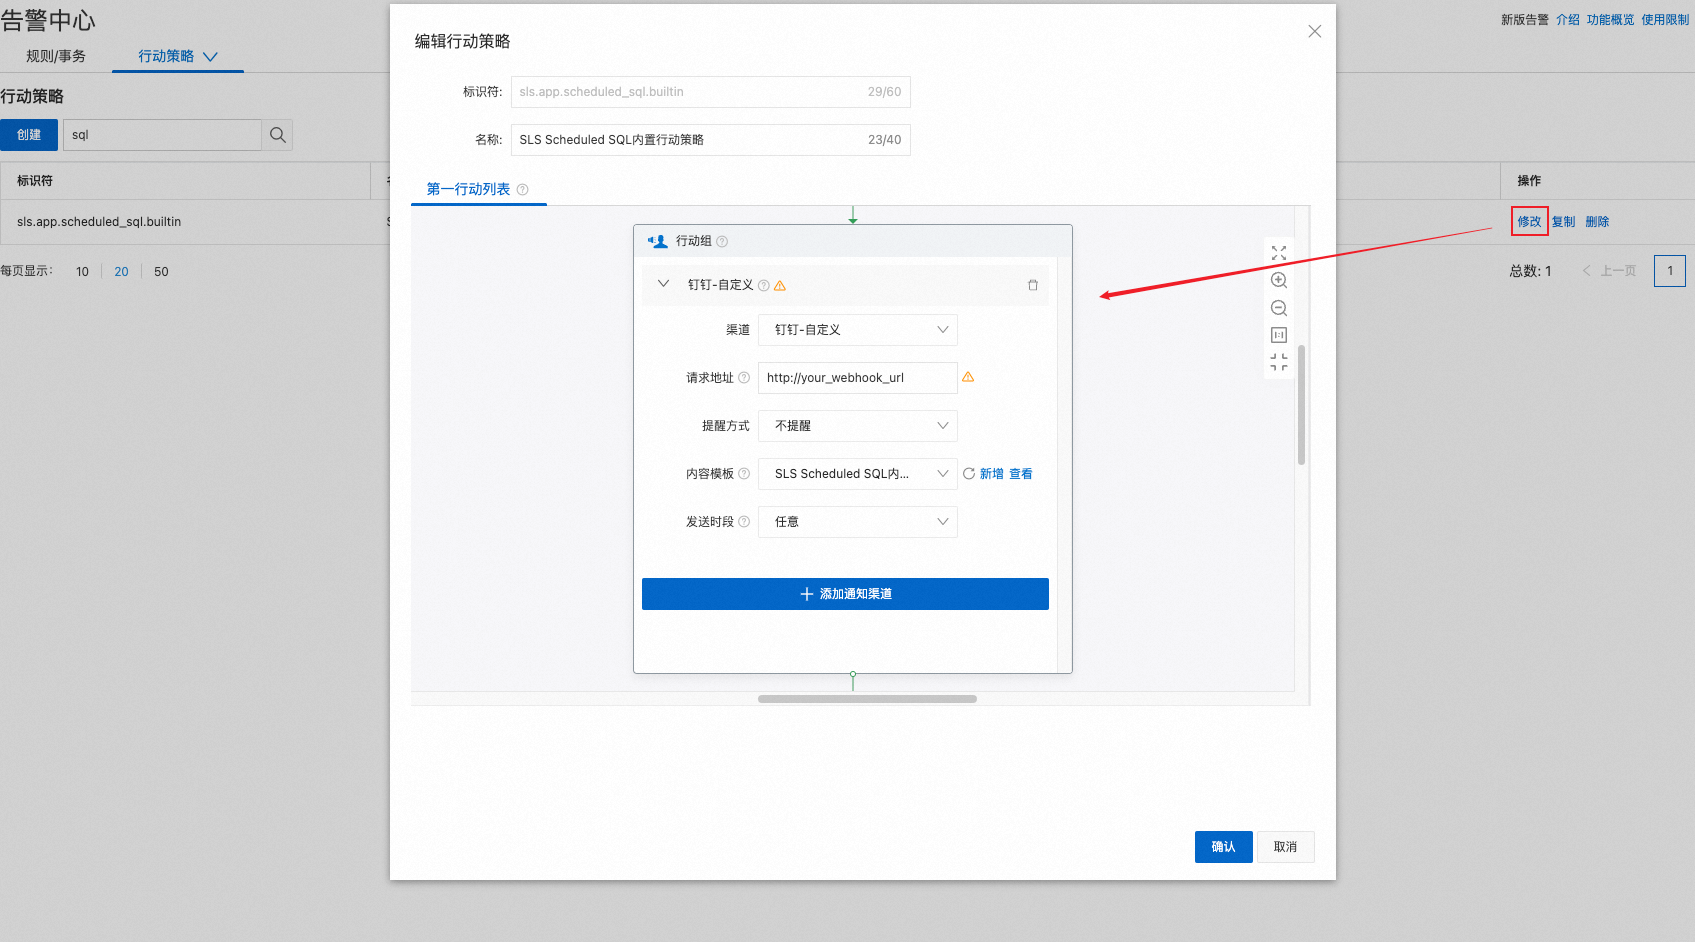 告警中心
新版告警 介绍 功能概览 使用限制
规则/事务 行动策略
行动策略
创建 sql
标识符 操作
sls.app.scheduled_sql.builtin 修改 复制 删除
每页显示: 10 20 50 总数: 1 上一页 1
编辑行动策略
标识符: sls.app.scheduled_sql.builtin 29/60
名称: SLS Scheduled SQL内置行动策略 23/40
第一行动列表
行动组
钉钉-自定义
渠道 钉钉-自定义
请求地址 http://your_webhook_url
提醒方式 不提醒
内容模板 SLS Scheduled SQL内... 新增 查看
发送时段 任意
添加通知渠道
确认 取消